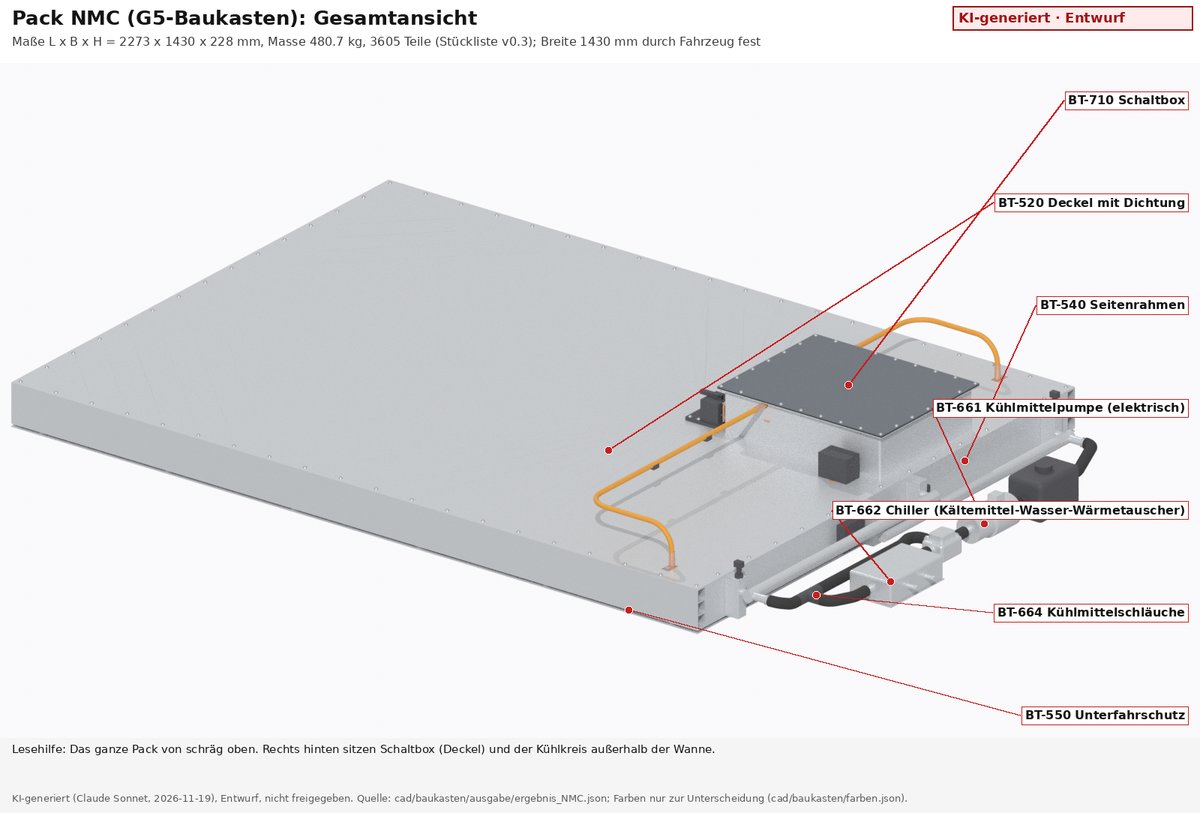 Pack NMC (G5-Baukasten): Gesamtansicht
KI-generiert · Entwurf
Maße L x B x H = 2273 x 1430 x 228 mm, Masse 480.7 kg, 3605 Teile (Stückliste v0.3); Breite 1430 mm durch Fahrzeug fest
BT-710 Schaltbox
BT-520 Deckel mit Dichtung
BT-540 Seitenrahmen
BT-661 Kühlmittelpumpe (elektrisch)
BT-662 Chiller (Kältemittel-Wasser-Wärmetauscher)
BT-664 Kühlmittelschläuche
BT-550 Unterfahrschutz
Lesehilfe: Das ganze Pack von schräg oben. Rechts hinten sitzen Schaltbox (Deckel) und der Kühlkreis außerhalb der Wanne.
KI-generiert (Claude Sonnet, 2026-11-19), Entwurf, nicht freigegeben. Quelle: cad/baukasten/ausgabe/ergebnis_NMC.json; Farben nur zur Unterscheidung (cad/baukasten/farben.json).